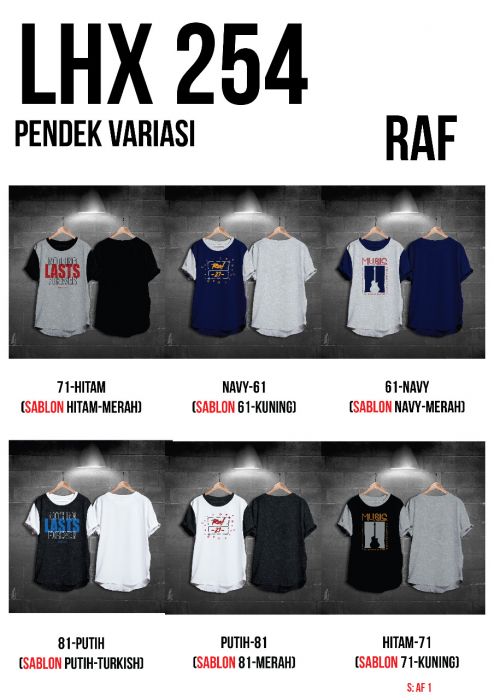 LHX 254
PENDEK VARIASI
RAF
LASTS
MUSIC
71-HITAM
(SABLON HITAM-MERAH)
NAVY-61
(SABLON 61-KUNING)
61-NAVY
(SABLON NAVY-MERAH)
LASTS
MUSIC
81-PUTIH
(SABLON PUTIH-TURKISH)
PUTIH-81
(SABLON 81-MERAH)
HITAM-71
(SABLON 71-KUNING)
S: AF 1